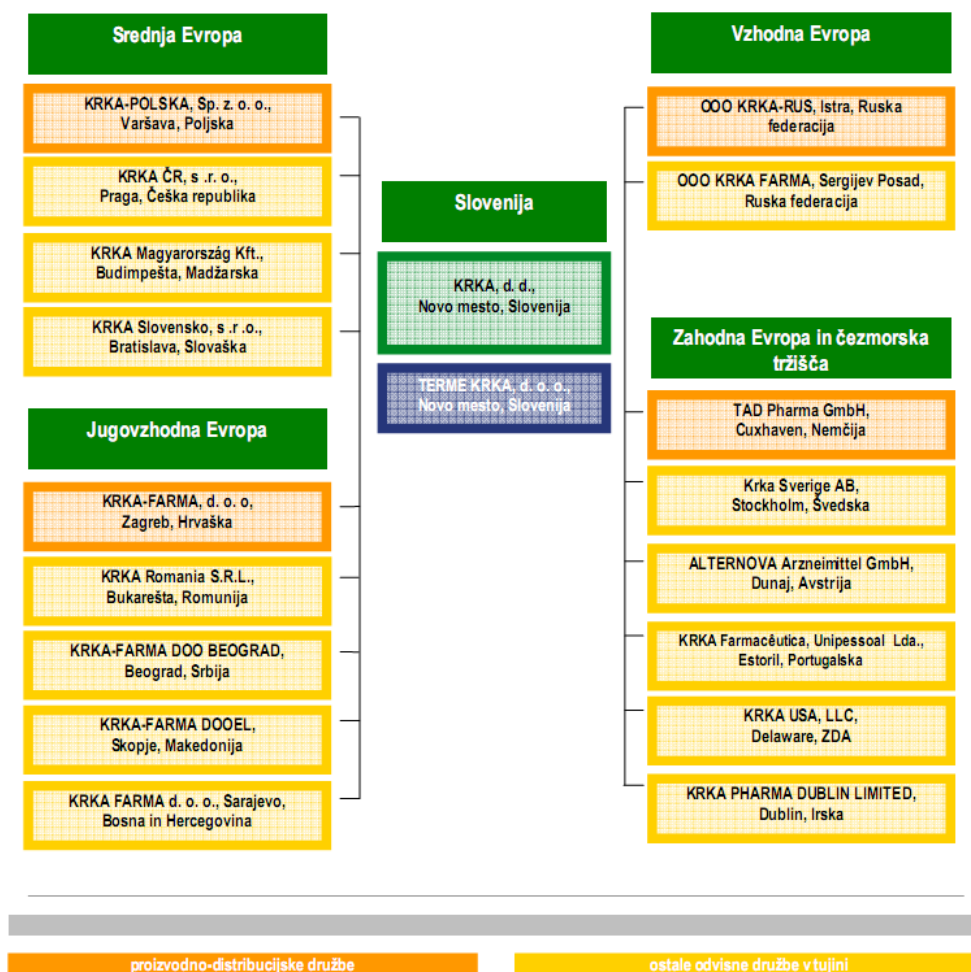 Srednja Evropa
KRKA-POLSKA, Sp. z. o. o.,
Varšava, Poljska
KRKA ČR, s .r. o.,
Praga, Češka republika
KRKA Magyarország Kft.,
Budimpešta, Madžarska
KRKA Slovensko, s .r .o.,
Bratislava, Slovaška
Jugovzhodna Evropa
KRKA-FARMA, d. o. o,
Zagreb, Hrvaška
KRKA Romania S.R.L.,
Bukarešta, Romunija
KRKA-FARMA DOO BEOGRAD,
Beograd, Srbija
KRKA-FARMA DOOEL,
Skopje, Makedonija
KRKA FARMA d. o. o., Sarajevo,
Bosna in Hercegovina
Slovenija
KRKA, d. d.,
Novo mesto, Slovenija
TERME KRKA, d. o. o.,
Novo mesto, Slovenija
Vzhodna Evropa
OOO KRKA-RUS, Istra, Ruska
federacija
OOO KRKA FARMA, Sergijev Posad,
Ruska federacija
Zahodna Evropa in čezmorska
tržišča
TAD Pharma GmbH,
Cuxhaven, Nemčija
Krka Sverige AB,
Stockholm, Švedska
ALTERNOVA Arzneimittel GmbH,
Dunaj, Avstrija
KRKA Farmacêutica, Unipessoal Lda.,
Estoril, Portugalska
KRKA USA, LLC,
Delaware, ZDA
KRKA PHARMA DUBLIN LIMITED,
Dublin, Irska
proizvodno-distribucijske družbe
ostale odvisne družbe v tujini